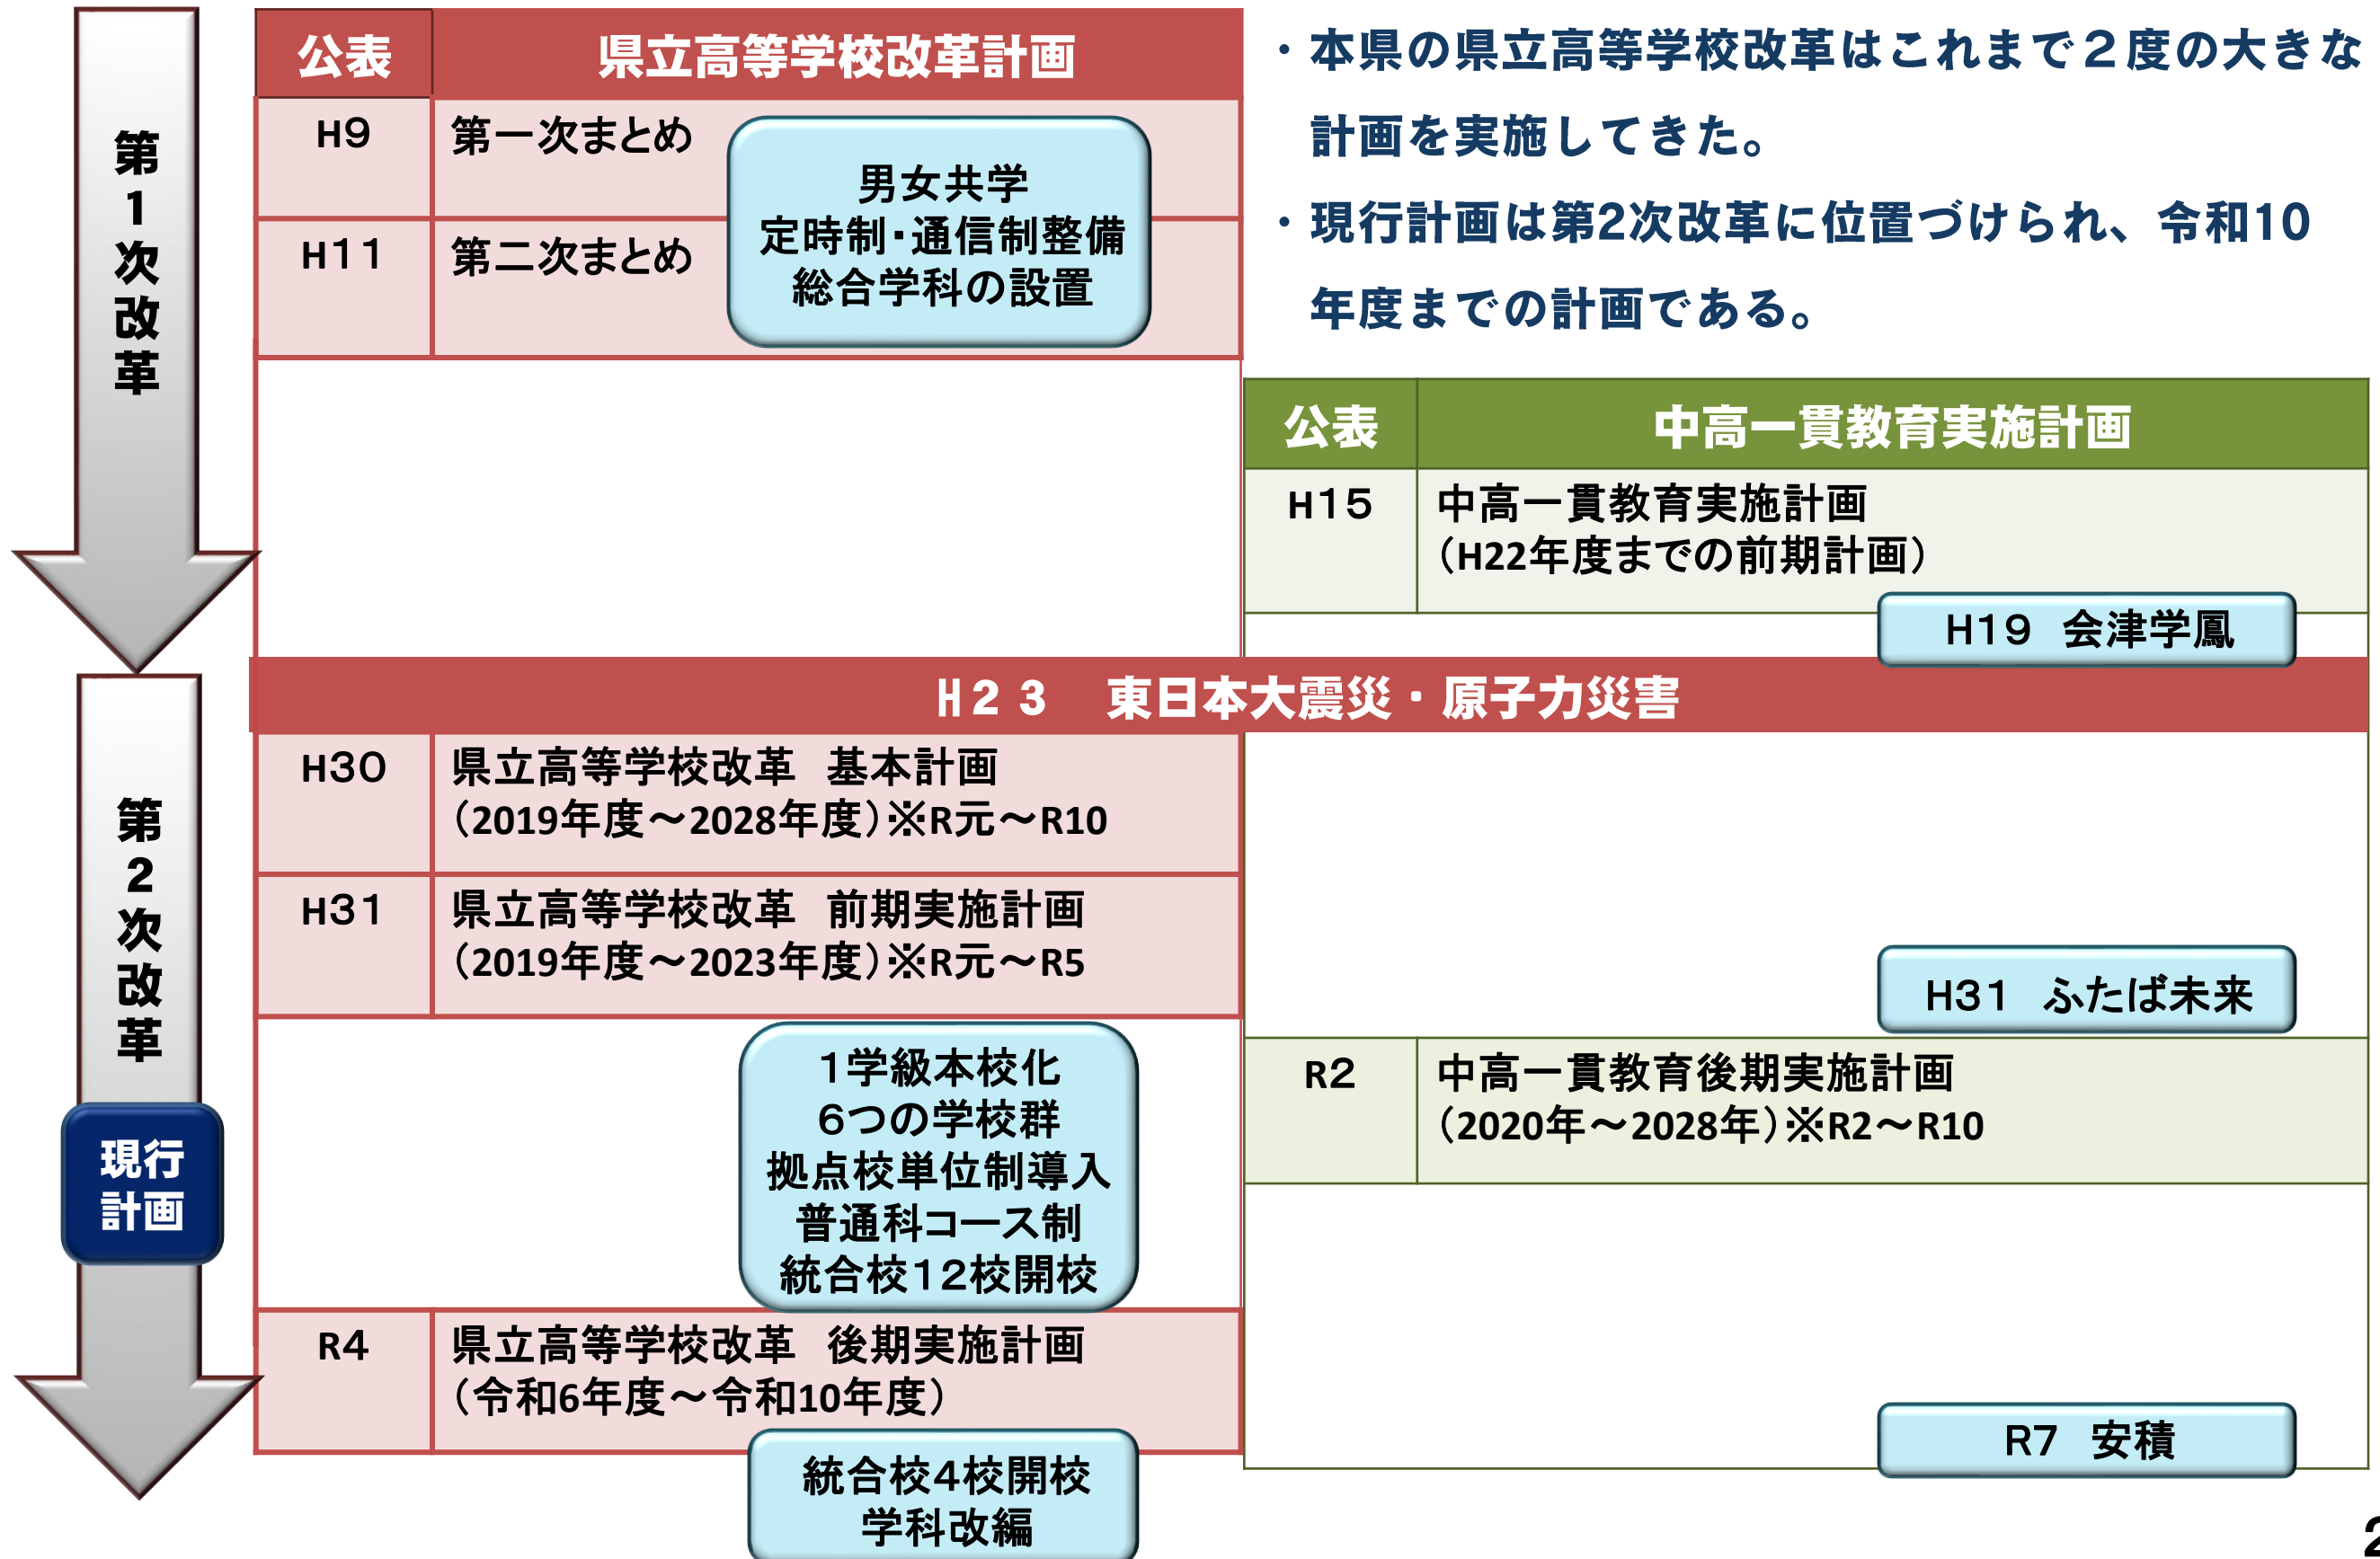 第1次改革
公表 県立高等学校改革計画
H9 第一次まとめ
H11 第二次まとめ
男女共学
定時制・通信制整備
総合学科の設置
・本県の県立高等学校改革はこれまで２度の大きな
計画を実施してきた。
・現行計画は第2次改革に位置づけられ、令和10
年度までの計画である。
公表 中高一貫教育実施計画
H15 中高一貫教育実施計画
（H22年度までの前期計画）
H19 会津学鳳
H２３ 東日本大震災・原子力災害
第2次改革
現行
計画
H30 県立高等学校改革 基本計画
（2019年度～2028年度）※R元～R10
H31 県立高等学校改革 前期実施計画
（2019年度～2023年度）※R元～R5
1学級本校化
6つの学校群
拠点校単位制導入
普通科コース制
統合校12校開校
R4 県立高等学校改革 後期実施計画
（令和6年度～令和10年度）
統合校4校開校
学科改編
H31 ふたば未来
R2 中高一貫教育後期実施計画
（2020年～2028年）※R2～R10
R7 安積
2